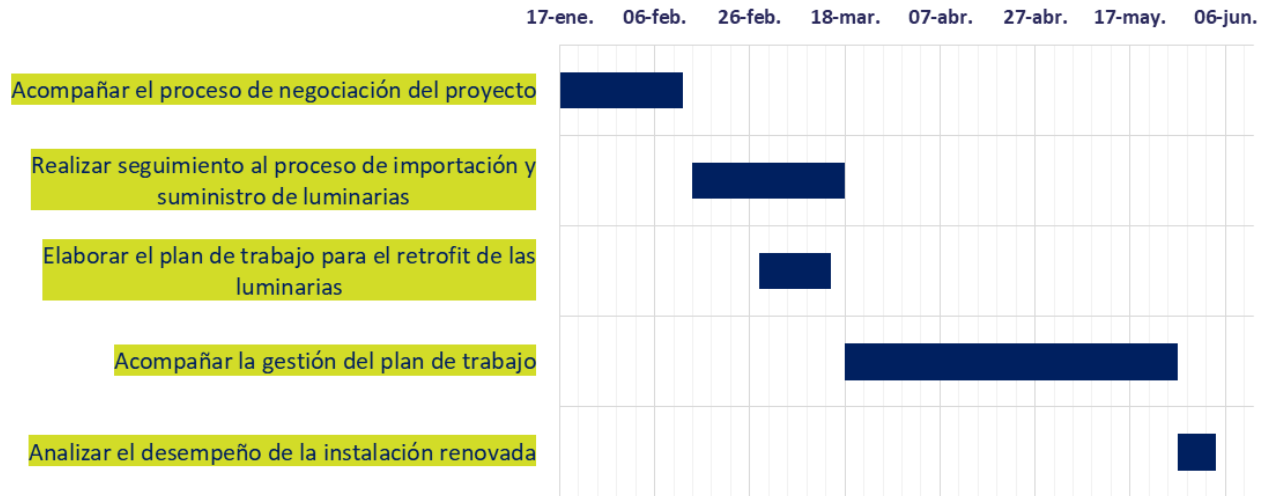 17-ene. 06-feb. 26-feb. 18-mar. 07-abr. 27-abr. 17-may. 06-jun.
Acompañar el proceso de negociación del proyecto
Realizar seguimiento al proceso de importación y
suministro de luminarias
Elaborar el plan de trabajo para el retrofit de las
luminarias
Acompañar la gestión del plan de trabajo
Analizar el desempeño de la instalación renovada